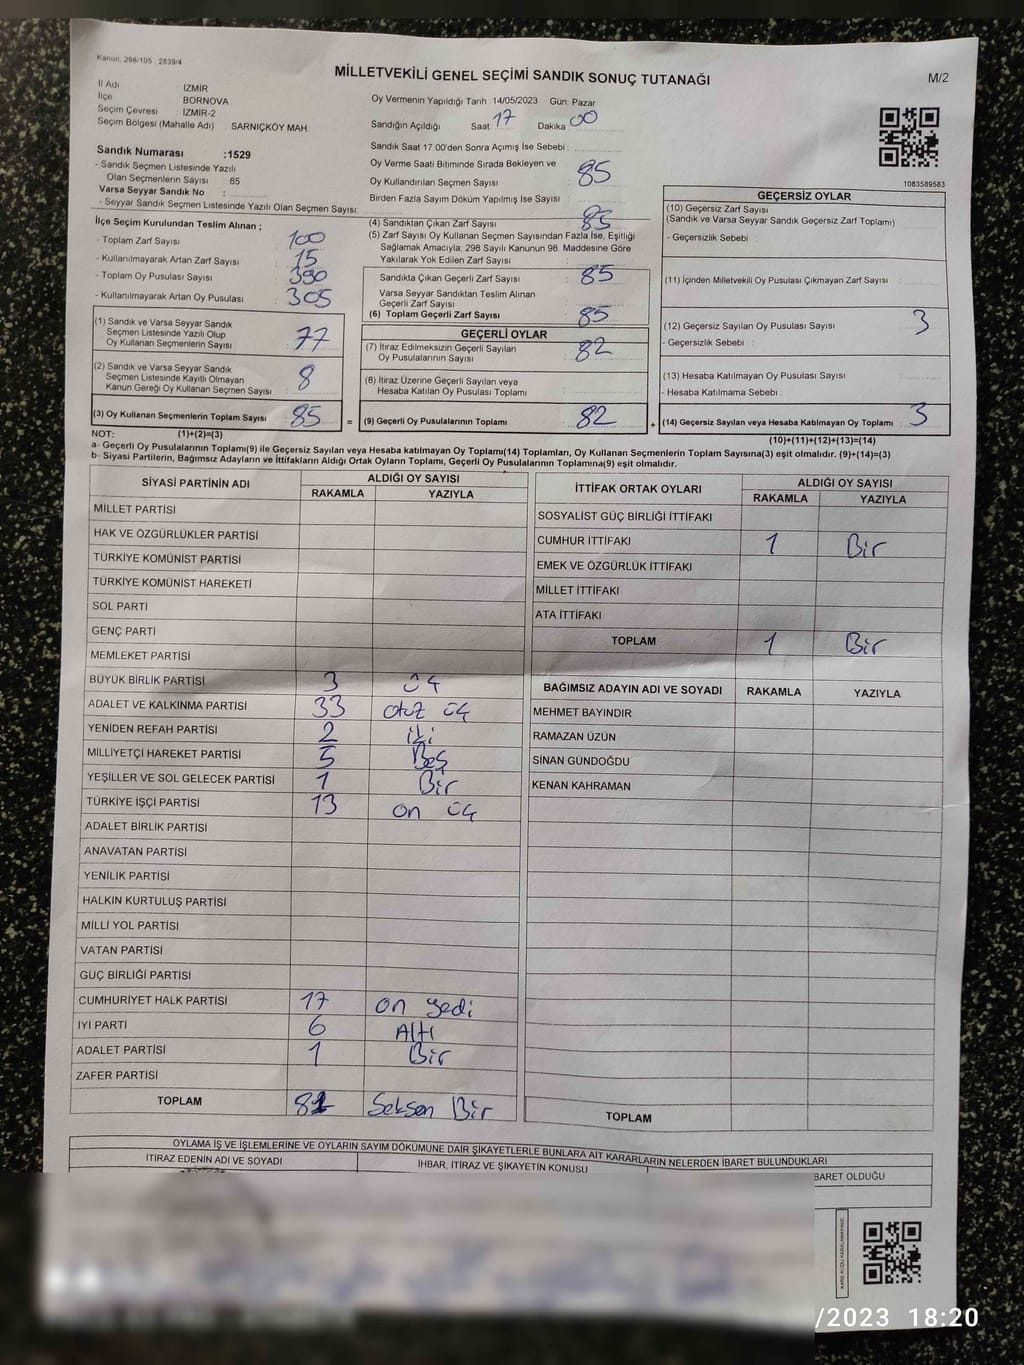 Kanun, 298/105 , 2839/4
MİLLETVEKİLİ GENEL SEÇİMİ SANDIK SONUÇ TUTANAĞI
M/2
İl Adı İZMİR
İlçe BORNOVA
Seçim Çevresi İZMİR-2
Seçim Bölgesi (Mahalle Adı) : SARNIÇKÖY MAH.
Oy Vermenin Yapıldığı Tarih : 14/05/2023 Gün: Pazar
Sandığın Açıldığı Saat: 17 Dakika 00
Sandık Saat 17:00'den Sonra Açımış İse Sebebi :
Sandık Numarası :1529
- Sandık Seçmen Listesinde Yazılı
Olan Seçmenlerin Sayısı : 85
Varsa Seyyar Sandık No :
- Seyyar Sandık Seçmen Listesinde Yazılı Olan Seçmen Sayısı:
Oy Verme Saati Bitiminde Sırada Bekleyen ve
Oy Kullandırılan Seçmen Sayısı : 85
Birden Fazla Sayım Döküm Yapılmış İse Sayısı :
1083589583
İlçe Seçim Kurulundan Teslim Alınan ;
- Toplam Zarf Sayısı : 100
- Kullanılmayarak Artan Zarf Sayısı : 15
- Toplam Oy Pusulası Sayısı : 390
- Kullanılmayarak Artan Oy Pusulası : 305
(1) Sandık ve Varsa Seyyar Sandık
Seçmen Listesinde Yazılı Olup
Oy Kullanan Seçmenlerin Sayısı : 77
(2) Sandık ve Varsa Seyyar Sandık
Seçmen Listesinde Kayıtlı Olmayan
Kanun Gereği Oy Kullanan Seçmen Sayısı : 8
(3) Oy Kullanan Seçmenlerin Toplam Sayısı : 85
(1)+(2)=(3)
(4) Sandıktan Çıkan Zarf Sayısı : 85
(5) Zarf Sayısı Oy Kullanan Seçmen Sayısından Fazla İse, Eşitliği
Sağlamak Amacıyla, 298 Sayılı Kanunun 98. Maddesine Göre
Yakılarak Yok Edilen Zarf Sayısı :
Sandıkta Çıkan Geçerli Zarf Sayısı : 85
Varsa Seyyar Sandıktan Teslim Alınan
Geçerli Zarf Sayısı :
(6) Toplam Geçerli Zarf Sayısı : 85
GEÇERLİ OYLAR
(7) İtiraz Edilmeksizin Geçerli Sayılan
Oy Pusulalarının Sayısı : 82
(8) İtiraz Üzerine Geçerli Sayılan veya
Hesaba Katılan Oy Pusulaları Toplamı :
= (9) Geçerli Oy Pusulalarının Toplamı : 82
GEÇERSİZ OYLAR
(10) Geçersiz Zarf Sayısı
(Sandık ve Varsa Seyyar Sandık Geçersiz Zarf Toplamı) :
- Geçersizlik Sebebi :
(11) İçinden Milletvekili Oy Pusulası Çıkmayan Zarf Sayısı :
(12) Geçersiz Sayılan Oy Pusulası Sayısı : 3
- Geçersizlik Sebebi :
(13) Hesaba Katılmayan Oy Pusulası Sayısı :
- Hesaba Katılmama Sebebi :
+ (14) Geçersiz Sayılan veya Hesaba Katılmayan Oy Toplamı : 3
(10)+(11)+(12)+(13)=(14)
NOT:
a- Geçerli Oy Pusulalarının Toplamı(9) ile Geçersiz Sayılan veya Hesaba katılmayan Oy Toplamı(14) Toplamları, Oy Kullanan Seçmenlerin Toplam Sayısına(3) eşit olmalıdır. (9)+(14)=(3)
b- Siyasi Partilerin, Bağımsız Adayların ve İttifakların Aldığı Ortak Oyların Toplamı, Geçerli Oy Pusulalarının Toplamına(9) eşit olmalıdır.
SİYASİ PARTİNİN ADI ALDIĞI OY SAYISI
RAKAMLA YAZIYLA
MİLLET PARTİSİ
HAK VE ÖZGÜRLÜKLER PARTİSİ
TÜRKİYE KOMÜNİST PARTİSİ
TÜRKİYE KOMÜNİST HAREKETİ
SOL PARTİ
GENÇ PARTİ
MEMLEKET PARTİSİ
BÜYÜK BİRLİK PARTİSİ 3 üç
ADALET VE KALKINMA PARTİSİ 33 otuz üç
YENİDEN REFAH PARTİSİ 2 iki
MİLLİYETÇİ HAREKET PARTİSİ 5 Beş
YEŞİLLER VE SOL GELECEK PARTİSİ 1 Bir
TÜRKİYE İŞÇİ PARTİSİ 13 on üç
ADALET BİRLİK PARTİSİ
ANAVATAN PARTİSİ
YENİLİK PARTİSİ
HALKIN KURTULUŞ PARTİSİ
MİLLİ YOL PARTİSİ
VATAN PARTİSİ
GÜÇ BİRLİĞİ PARTİSİ
CUMHURİYET HALK PARTİSİ 17 on yedi
İYİ PARTİ 6 Altı
ADALET PARTİSİ 1 Bir
ZAFER PARTİSİ
TOPLAM 81 Seksen Bir
İTTİFAK ORTAK OYLARI ALDIĞI OY SAYISI
RAKAMLA YAZIYLA
SOSYALİST GÜÇ BİRLİĞİ İTTİFAKI
CUMHUR İTTİFAKI 1 Bir
EMEK VE ÖZGÜRLÜK İTTİFAKI
MİLLET İTTİFAKI
ATA İTTİFAKI
TOPLAM 1 Bir
BAĞIMSIZ ADAYIN ADI VE SOYADI RAKAMLA YAZIYLA
MEHMET BAYINDIR
RAMAZAN ÜZÜN
SİNAN GÜNDOĞDU
KENAN KAHRAMAN
TOPLAM
OYLAMA İŞ VE İŞLEMLERİNE VE OYLARIN SAYIM DÖKÜMÜNE DAİR ŞİKAYETLERLE BUNLARA AİT KARARLARIN NELERDEN İBARET BULUNDUKLARI
İTİRAZ EDENİN ADI VE SOYADI İHBAR, İTİRAZ VE ŞİKAYETİN KONUSU BARET OLDUĞU
/2023 18:20